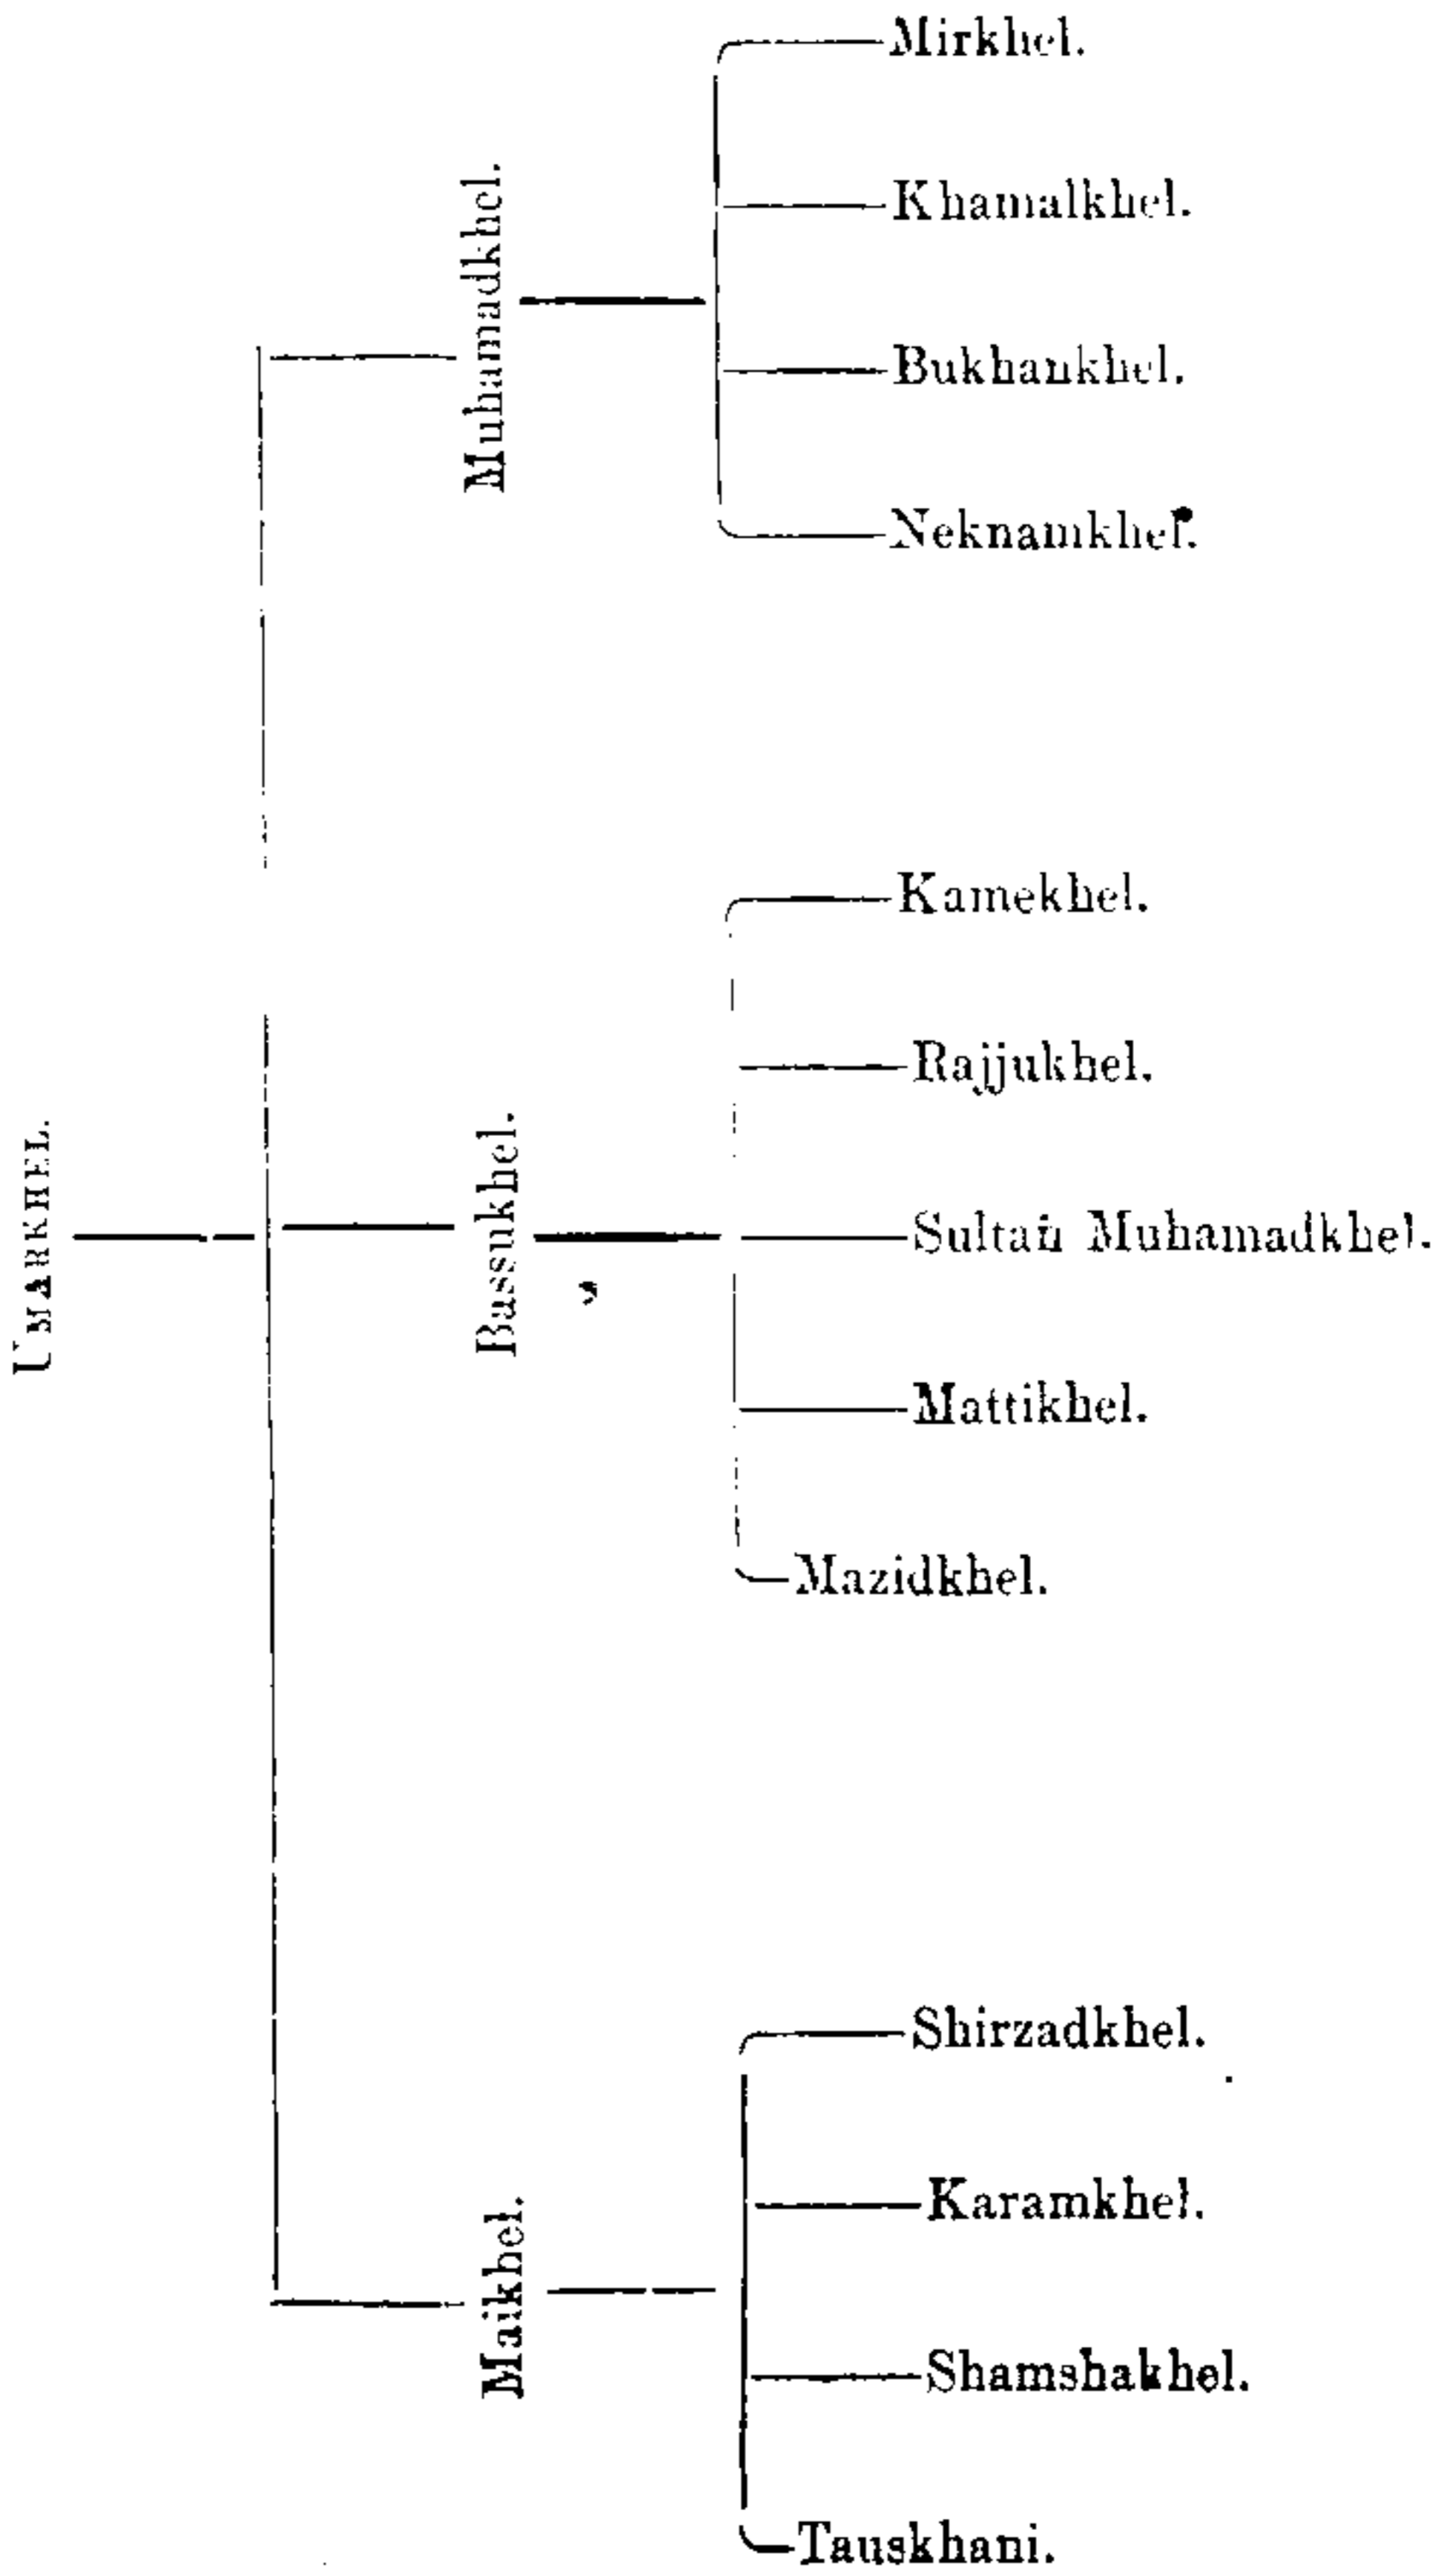 UMARKHEL.
Muhamadkhel.
Mirkhel.
Khamalkhel.
Bukhankhel.
Neknamkhel.
Bassukhel.
Kamekhel.
Rajjukhel.
Sultan Muhamadkhel.
Mattikhel.
Mazidkhel.
Maikhel.
Shirzadkhel.
Karamkhel.
Shamshakhel.
Tauskhani.